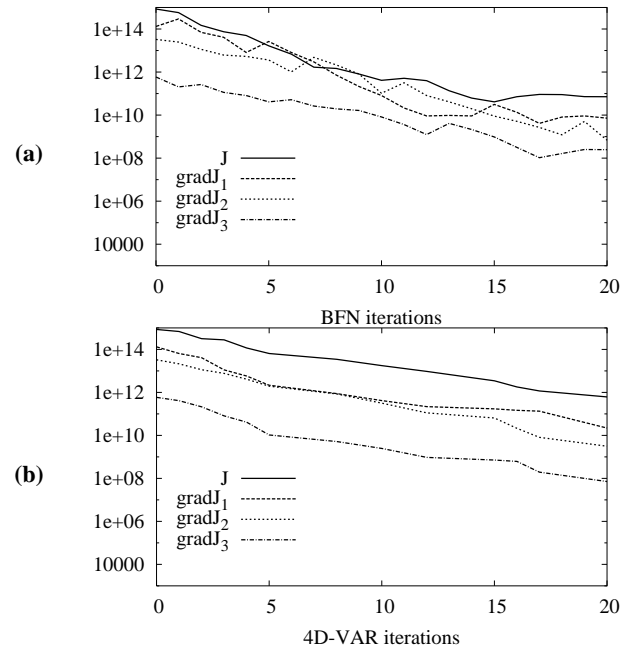 1e+14
1e+12
1e+10
1e+08
1e+06
10000
(a)
J
gradJ1
gradJ2
gradJ3
0 5 10 15 20
BFN iterations
1e+14
1e+12
1e+10
1e+08
1e+06
10000
(b)
J
gradJ1
gradJ2
gradJ3
0 5 10 15 20
4D-VAR iterations